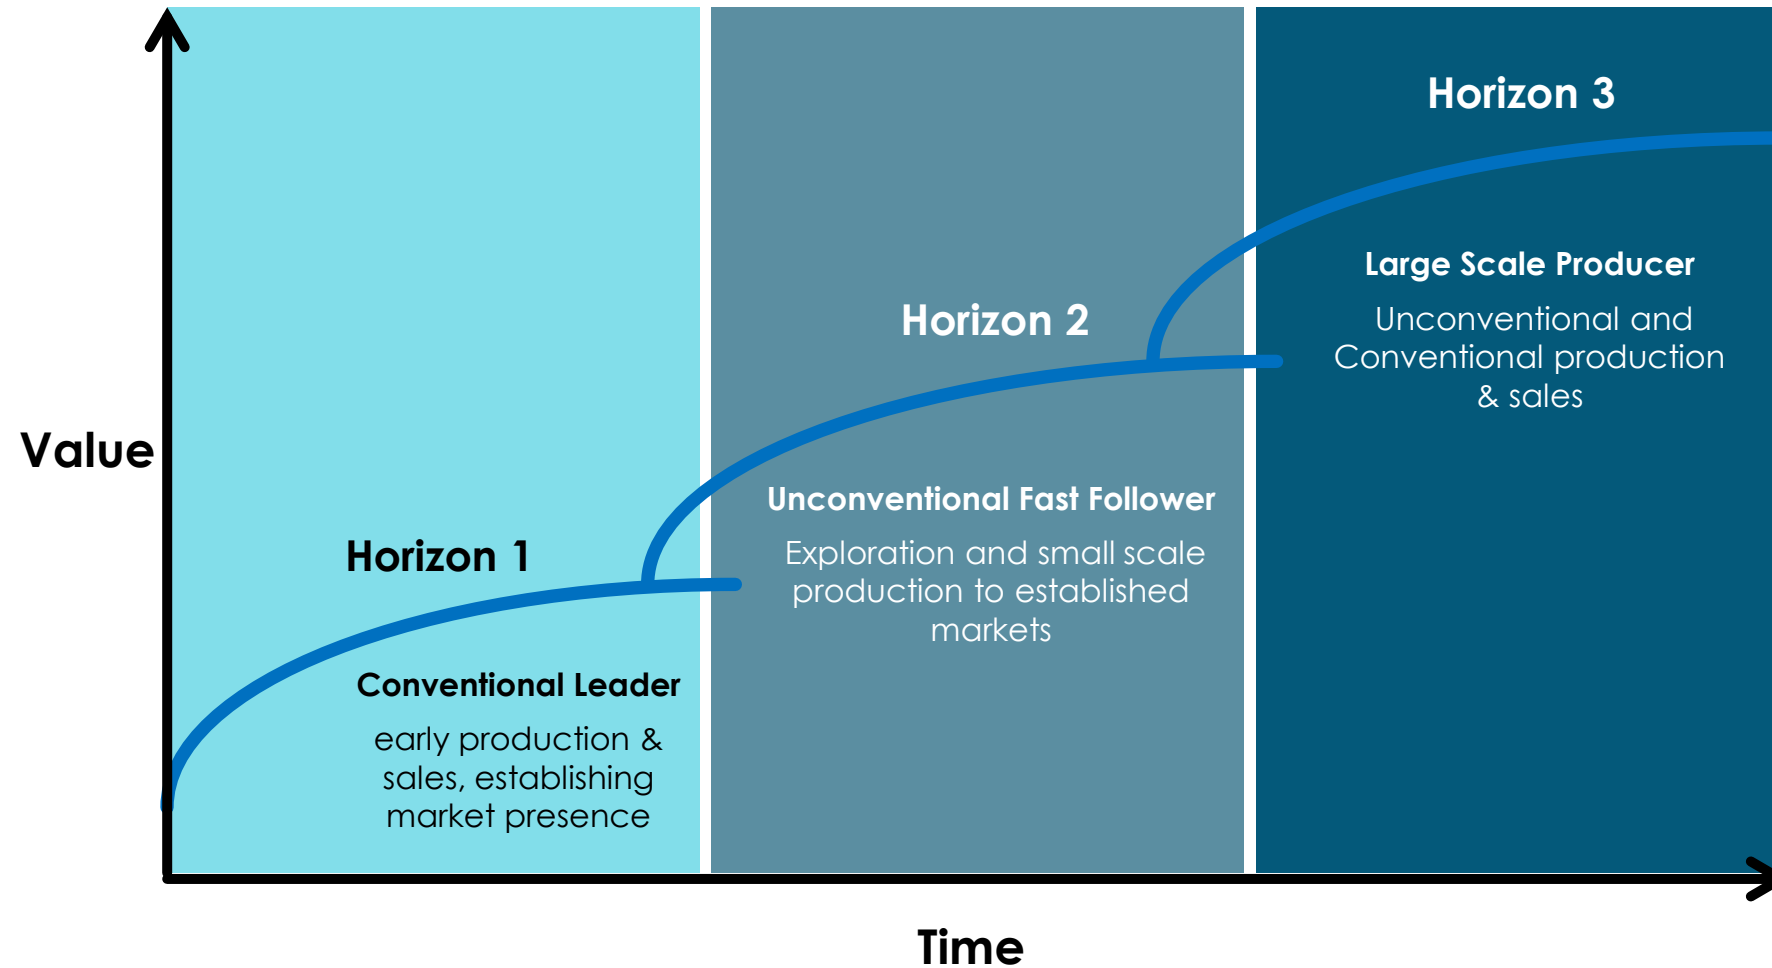 Value
Horizon 1
Conventional Leader
early production &
sales, establishing
market presence
Horizon 2
Unconventional Fast Follower
Exploration and small scale
production to established
markets
Horizon 3
Large Scale Producer
Unconventional and
Conventional production
& sales
Time